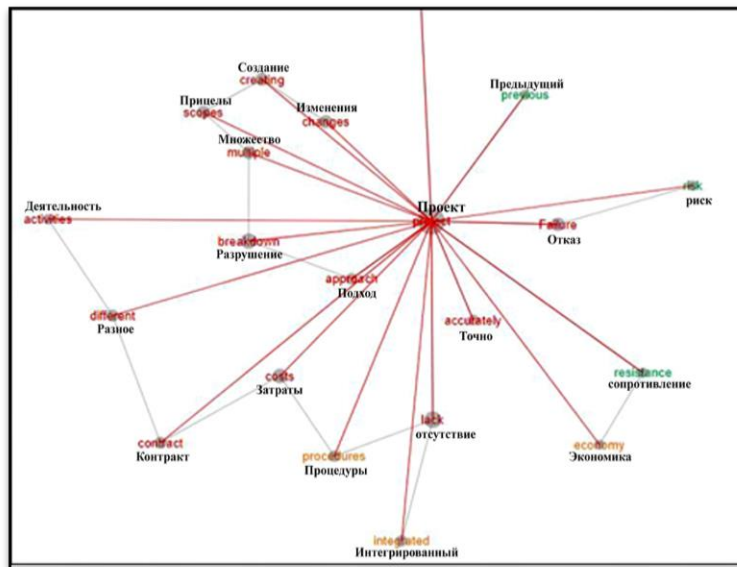 Создание
creating
Предыдущий
previous
Прицелы
scopes
Изменения
changes
Множество
multiple
риск
risk
Деятельность
activities
Проект
project
Failure
Отказ
breakdown
Разрушение
approach
Подход
different
Разное
accurately
Точно
costs
Затраты
resistance
сопротивление
lack
отсутствие
contract
Контракт
procedures
Процедуры
economy
Экономика
integrated
Интегрированный